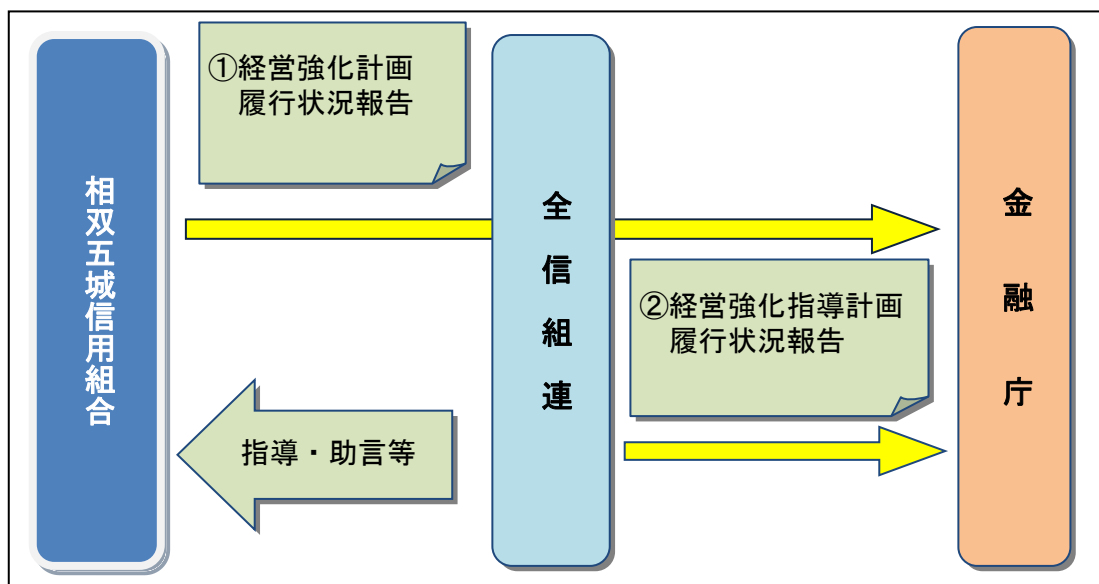 相双五城信用組合
①経営強化計画
履行状況報告
全信組連
②経営強化指導計画
履行状況報告
指導・助言等
金融庁